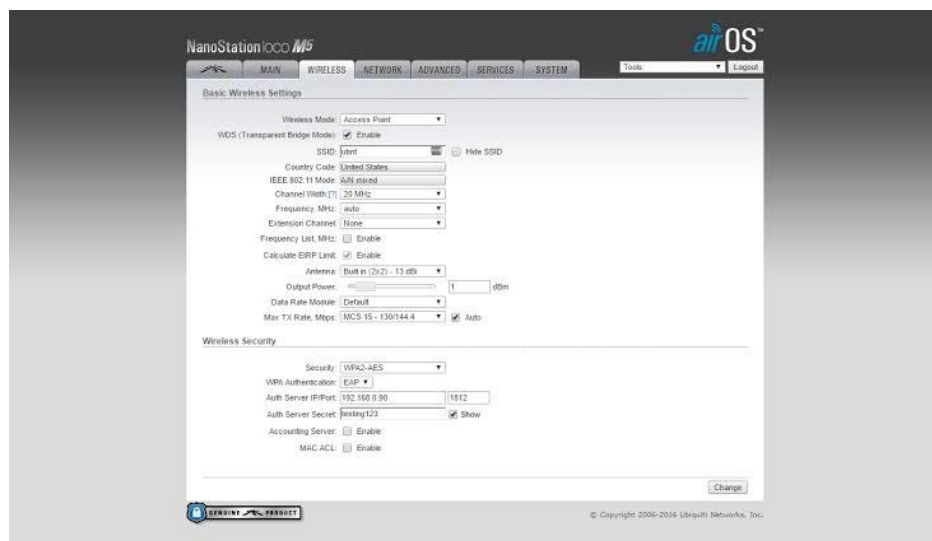 NanoStation loco M5
airOS™
MAIN WIRELESS NETWORK ADVANCED SERVICES SYSTEM Tools Logout
Basic Wireless Settings
Wireless Mode: Access Point
WDS (Transparent Bridge Mode): Enable
SSID: ubnt Hide SSID
Country Code: United States
IEEE 802.11 Mode: A/N mixed
Channel Width:[?] 20 MHz
Frequency, MHz: auto
Extension Channel: None
Frequency List, MHz: Enable
Calculate EIRP Limit: Enable
Antenna: Built in (2x2) - 13 dBi
Output Power: 1 dBm
Data Rate Module: Default
Max TX Rate, Mbps: MCS 15 - 130/144.4 Auto
Wireless Security
Security: WPA2-AES
WPA Authentication: EAP
Auth Server IP/Port: 192.168.0.90 1812
Auth Server Secret: testing123 Show
Accounting Server: Enable
MAC ACL: Enable
Change
GENUINE PRODUCT
© Copyright 2006-2016 Ubiquiti Networks, Inc.